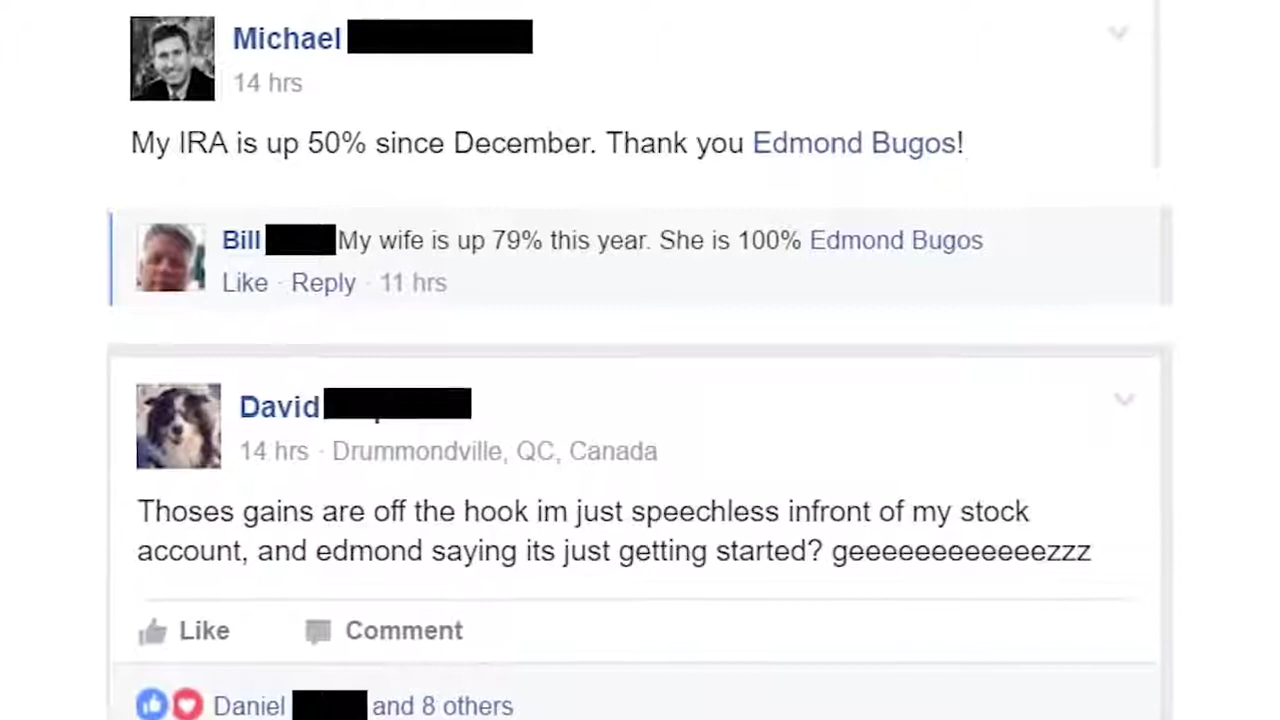 Michael
14 hrs
My IRA is up 50% since December. Thank you Edmond Bugos!
Bill My wife is up 79% this year. She is 100% Edmond Bugos
Like · Reply · 11 hrs
David
14 hrs · Drummondville, QC, Canada
Thoses gains are off the hook im just speechless infront of my stock
account, and edmond saying its just getting started? geeeeeeeeeeeezzz
Like Comment
Daniel and 8 others